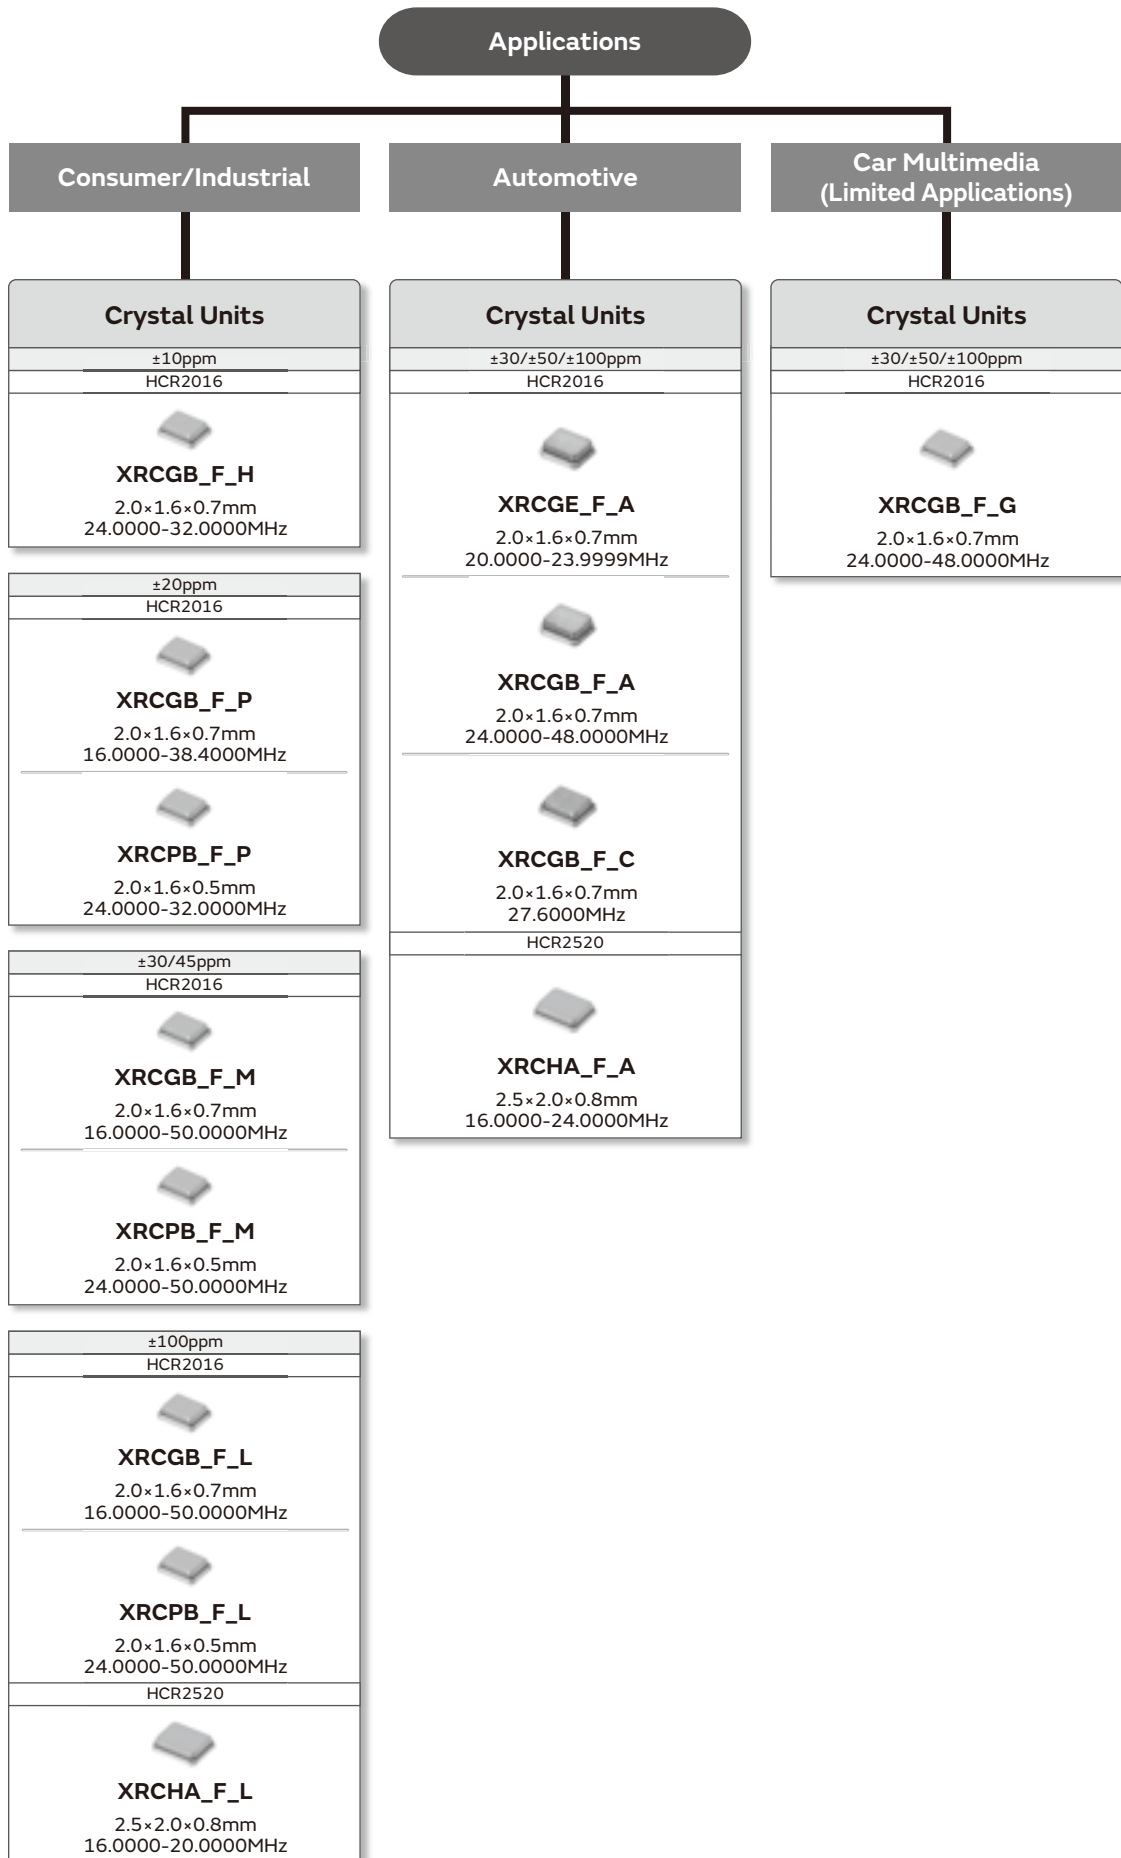 Applications
Consumer/Industrial
Crystal Units
±10ppm
HCR2016
XRCGB_F_H
2.0×1.6×0.7mm
24.0000-32.0000MHz
±20ppm
HCR2016
XRCGB_F_P
2.0×1.6×0.7mm
16.0000-38.4000MHz
XRCPB_F_P
2.0×1.6×0.5mm
24.0000-32.0000MHz
±30/45ppm
HCR2016
XRCGB_F_M
2.0×1.6×0.7mm
16.0000-50.0000MHz
XRCPB_F_M
2.0×1.6×0.5mm
24.0000-50.0000MHz
±100ppm
HCR2016
XRCGB_F_L
2.0×1.6×0.7mm
16.0000-50.0000MHz
XRCPB_F_L
2.0×1.6×0.5mm
24.0000-50.0000MHz
HCR2520
XRCHA_F_L
2.5×2.0×0.8mm
16.0000-20.0000MHz
Automotive
Crystal Units
±30/±50/±100ppm
HCR2016
XRCGE_F_A
2.0×1.6×0.7mm
20.0000-23.9999MHz
XRCGB_F_A
2.0×1.6×0.7mm
24.0000-48.0000MHz
XRCGB_F_C
2.0×1.6×0.7mm
27.6000MHz
HCR2520
XRCHA_F_A
2.5×2.0×0.8mm
16.0000-24.0000MHz
Car Multimedia
(Limited Applications)
Crystal Units
±30/±50/±100ppm
HCR2016
XRCGB_F_G
2.0×1.6×0.7mm
24.0000-48.0000MHz